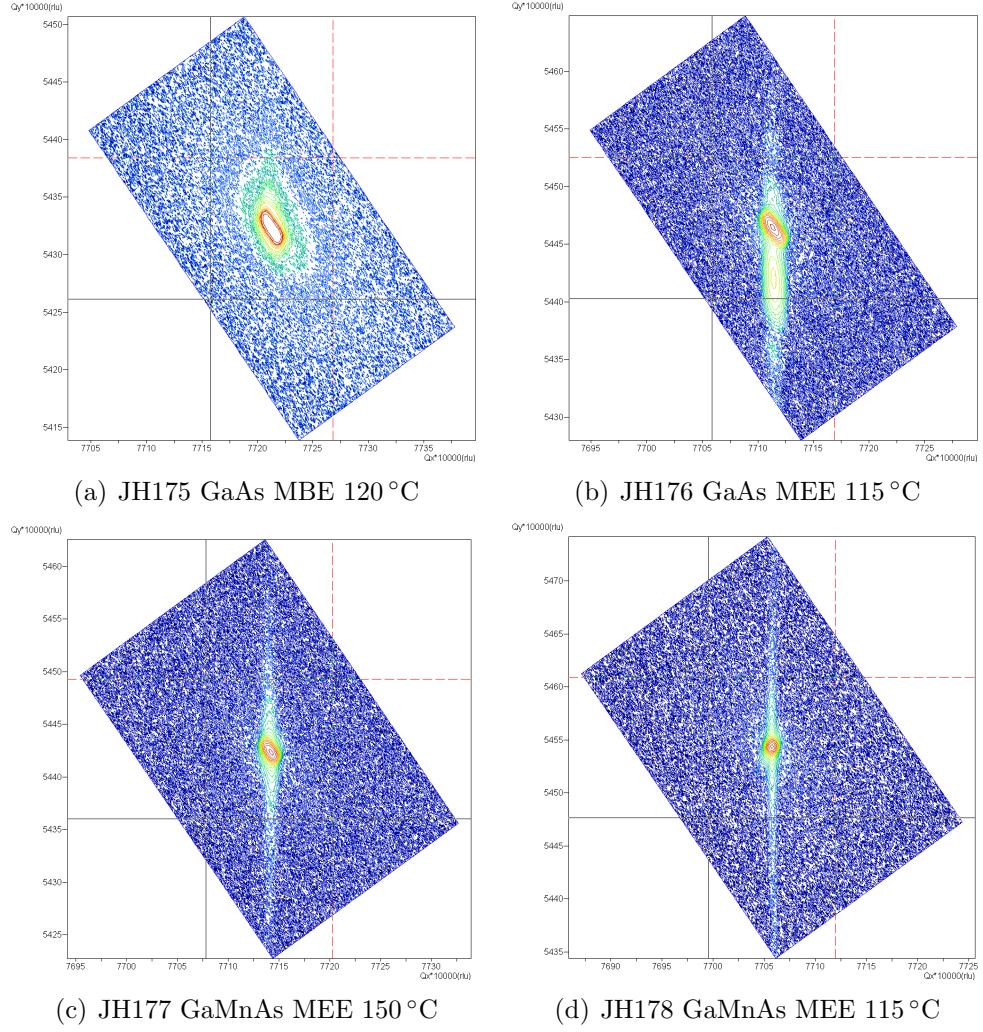 Qy*10000(rlu)
5450
5445
5440
5435
5430
5425
5420
5415
7705 7710 7715 7720 7725 7730 7735
Qx*10000(rlu)
(a) JH175 GaAs MBE 120 °C
Qy*10000(rlu)
5460
5455
5450
5445
5440
5435
5430
7695 7700 7705 7710 7715 7720 7725
Qx*10000(rlu)
(b) JH176 GaAs MEE 115 °C
Qy*10000(rlu)
5460
5455
5450
5445
5440
5435
5430
5425
7695 7700 7705 7710 7715 7720 7725 7730
Qx*10000(rlu)
(c) JH177 GaMnAs MEE 150 °C
Qy*10000(rlu)
5470
5465
5460
5455
5450
5445
5440
5435
7690 7695 7700 7705 7710 7715 7720 7725
Qx*10000(rlu)
(d) JH178 GaMnAs MEE 115 °C